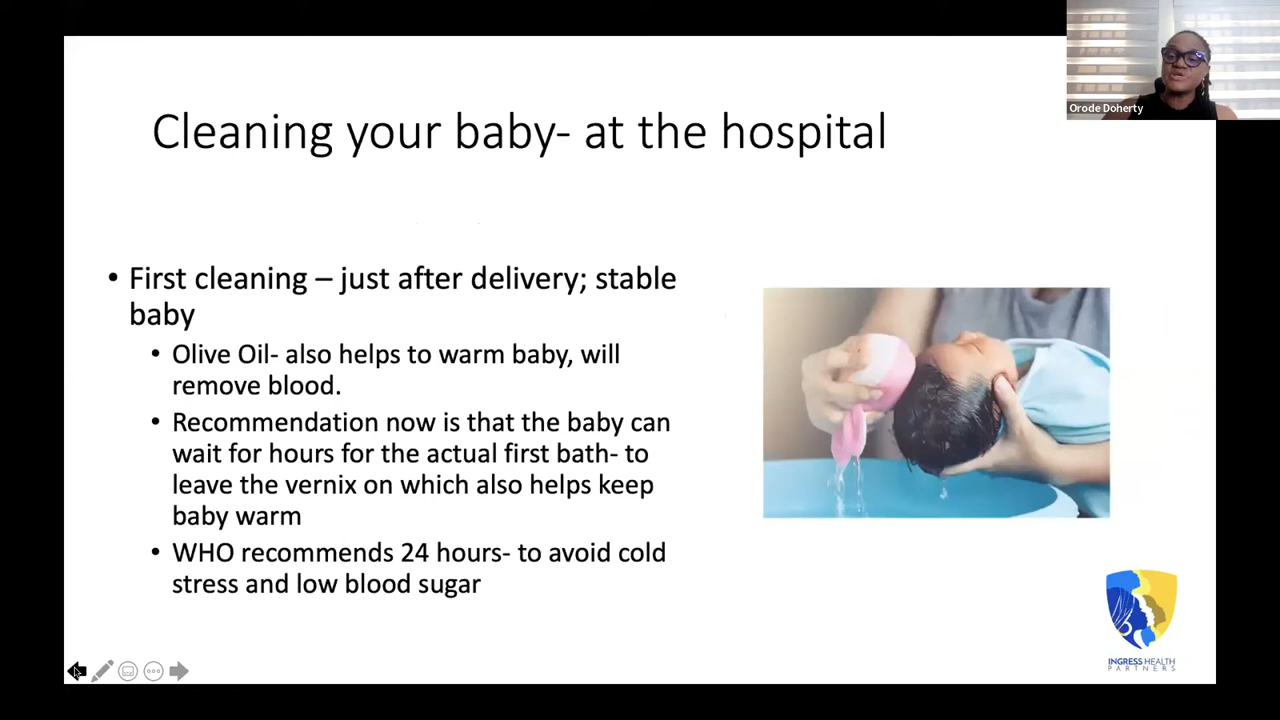 Orode Doherty
Cleaning your baby- at the hospital
• First cleaning – just after delivery; stable
baby
• Olive Oil- also helps to warm baby, will
remove blood.
• Recommendation now is that the baby can
wait for hours for the actual first bath- to
leave the vernix on which also helps keep
baby warm
• WHO recommends 24 hours- to avoid cold
stress and low blood sugar
INGRESS HEALTH
PARTNERS